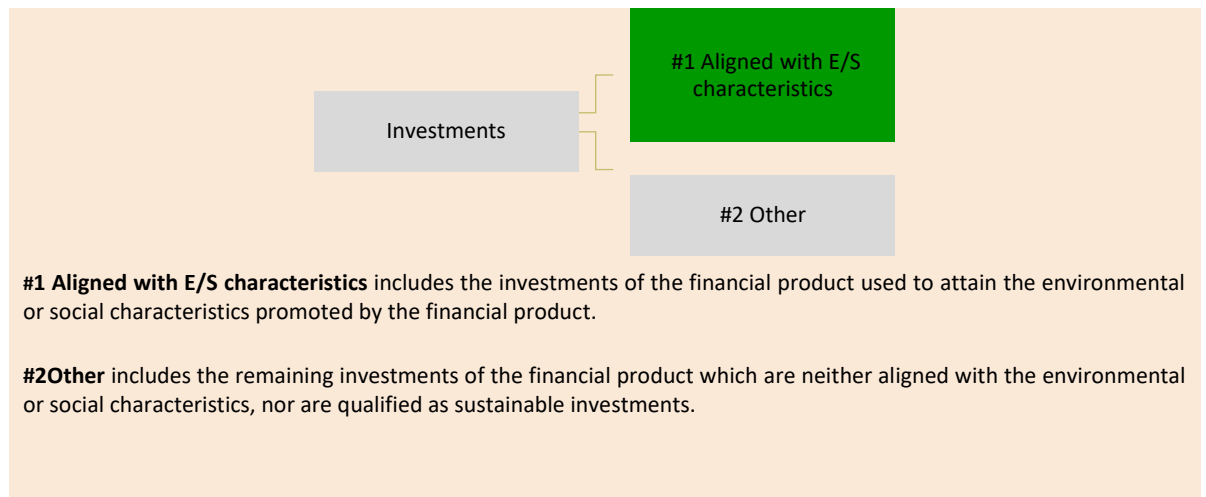 #1 Aligned with E/S
characteristics
Investments
#2 Other
#1 Aligned with E/S characteristics includes the investments of the financial product used to attain the environmental
or social characteristics promoted by the financial product.
#2Other includes the remaining investments of the financial product which are neither aligned with the environmental
or social characteristics, nor are qualified as sustainable investments.